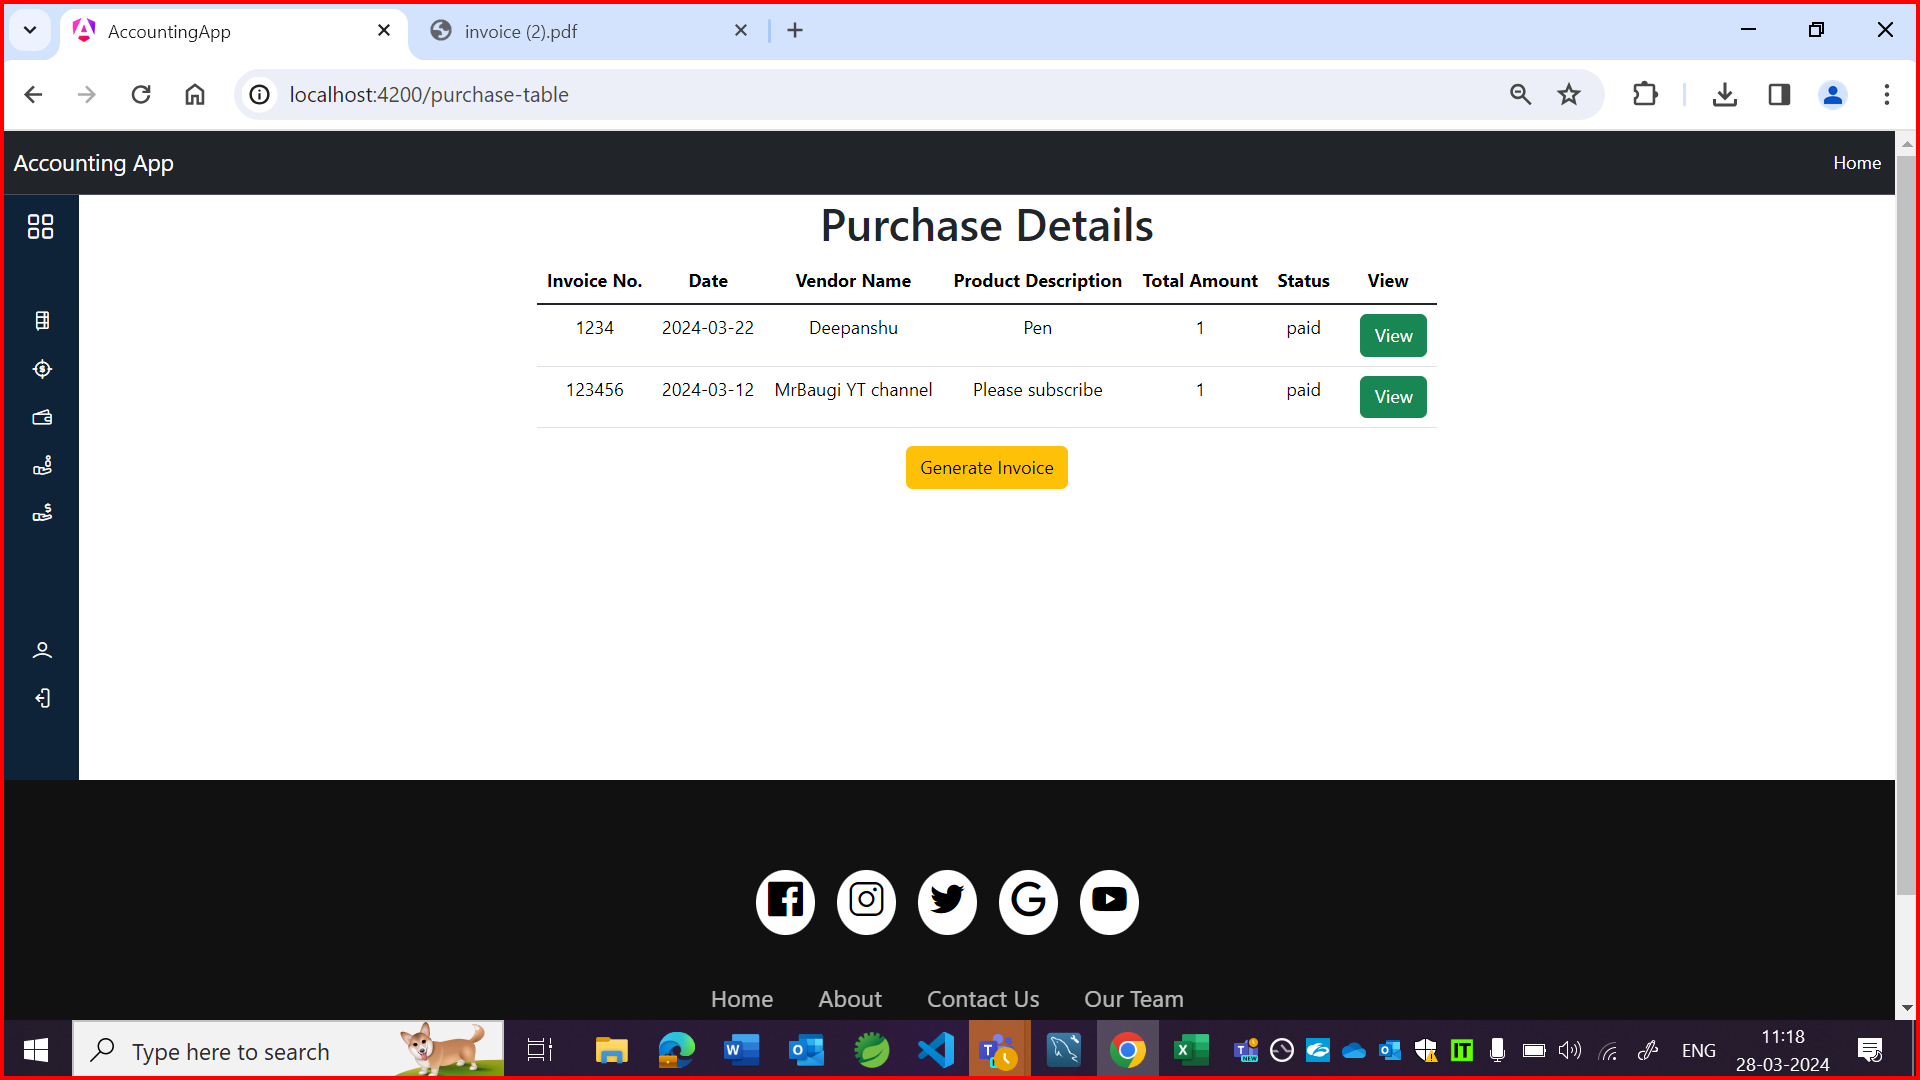 AccountingApp
invoice (2).pdf
localhost:4200/purchase-table
Accounting App
Home
Purchase Details
Invoice No. Date Vendor Name Product Description Total Amount Status View
1234 2024-03-22 Deepanshu Pen 1 paid View
123456 2024-03-12 MrBaugi YT channel Please subscribe 1 paid View
Generate Invoice
Home About Contact Us Our Team
Type here to search
ENG
11:18
28-03-2024